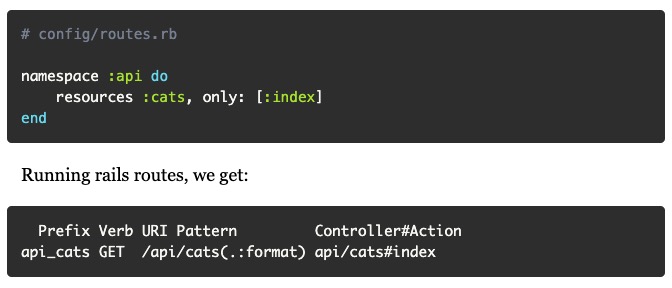 # config/routes.rb
namespace :api do
    resources :cats, only: [:index]
end
Running rails routes, we get:
  Prefix Verb URI Pattern         Controller#Action
api_cats GET  /api/cats(.:format) api/cats#index